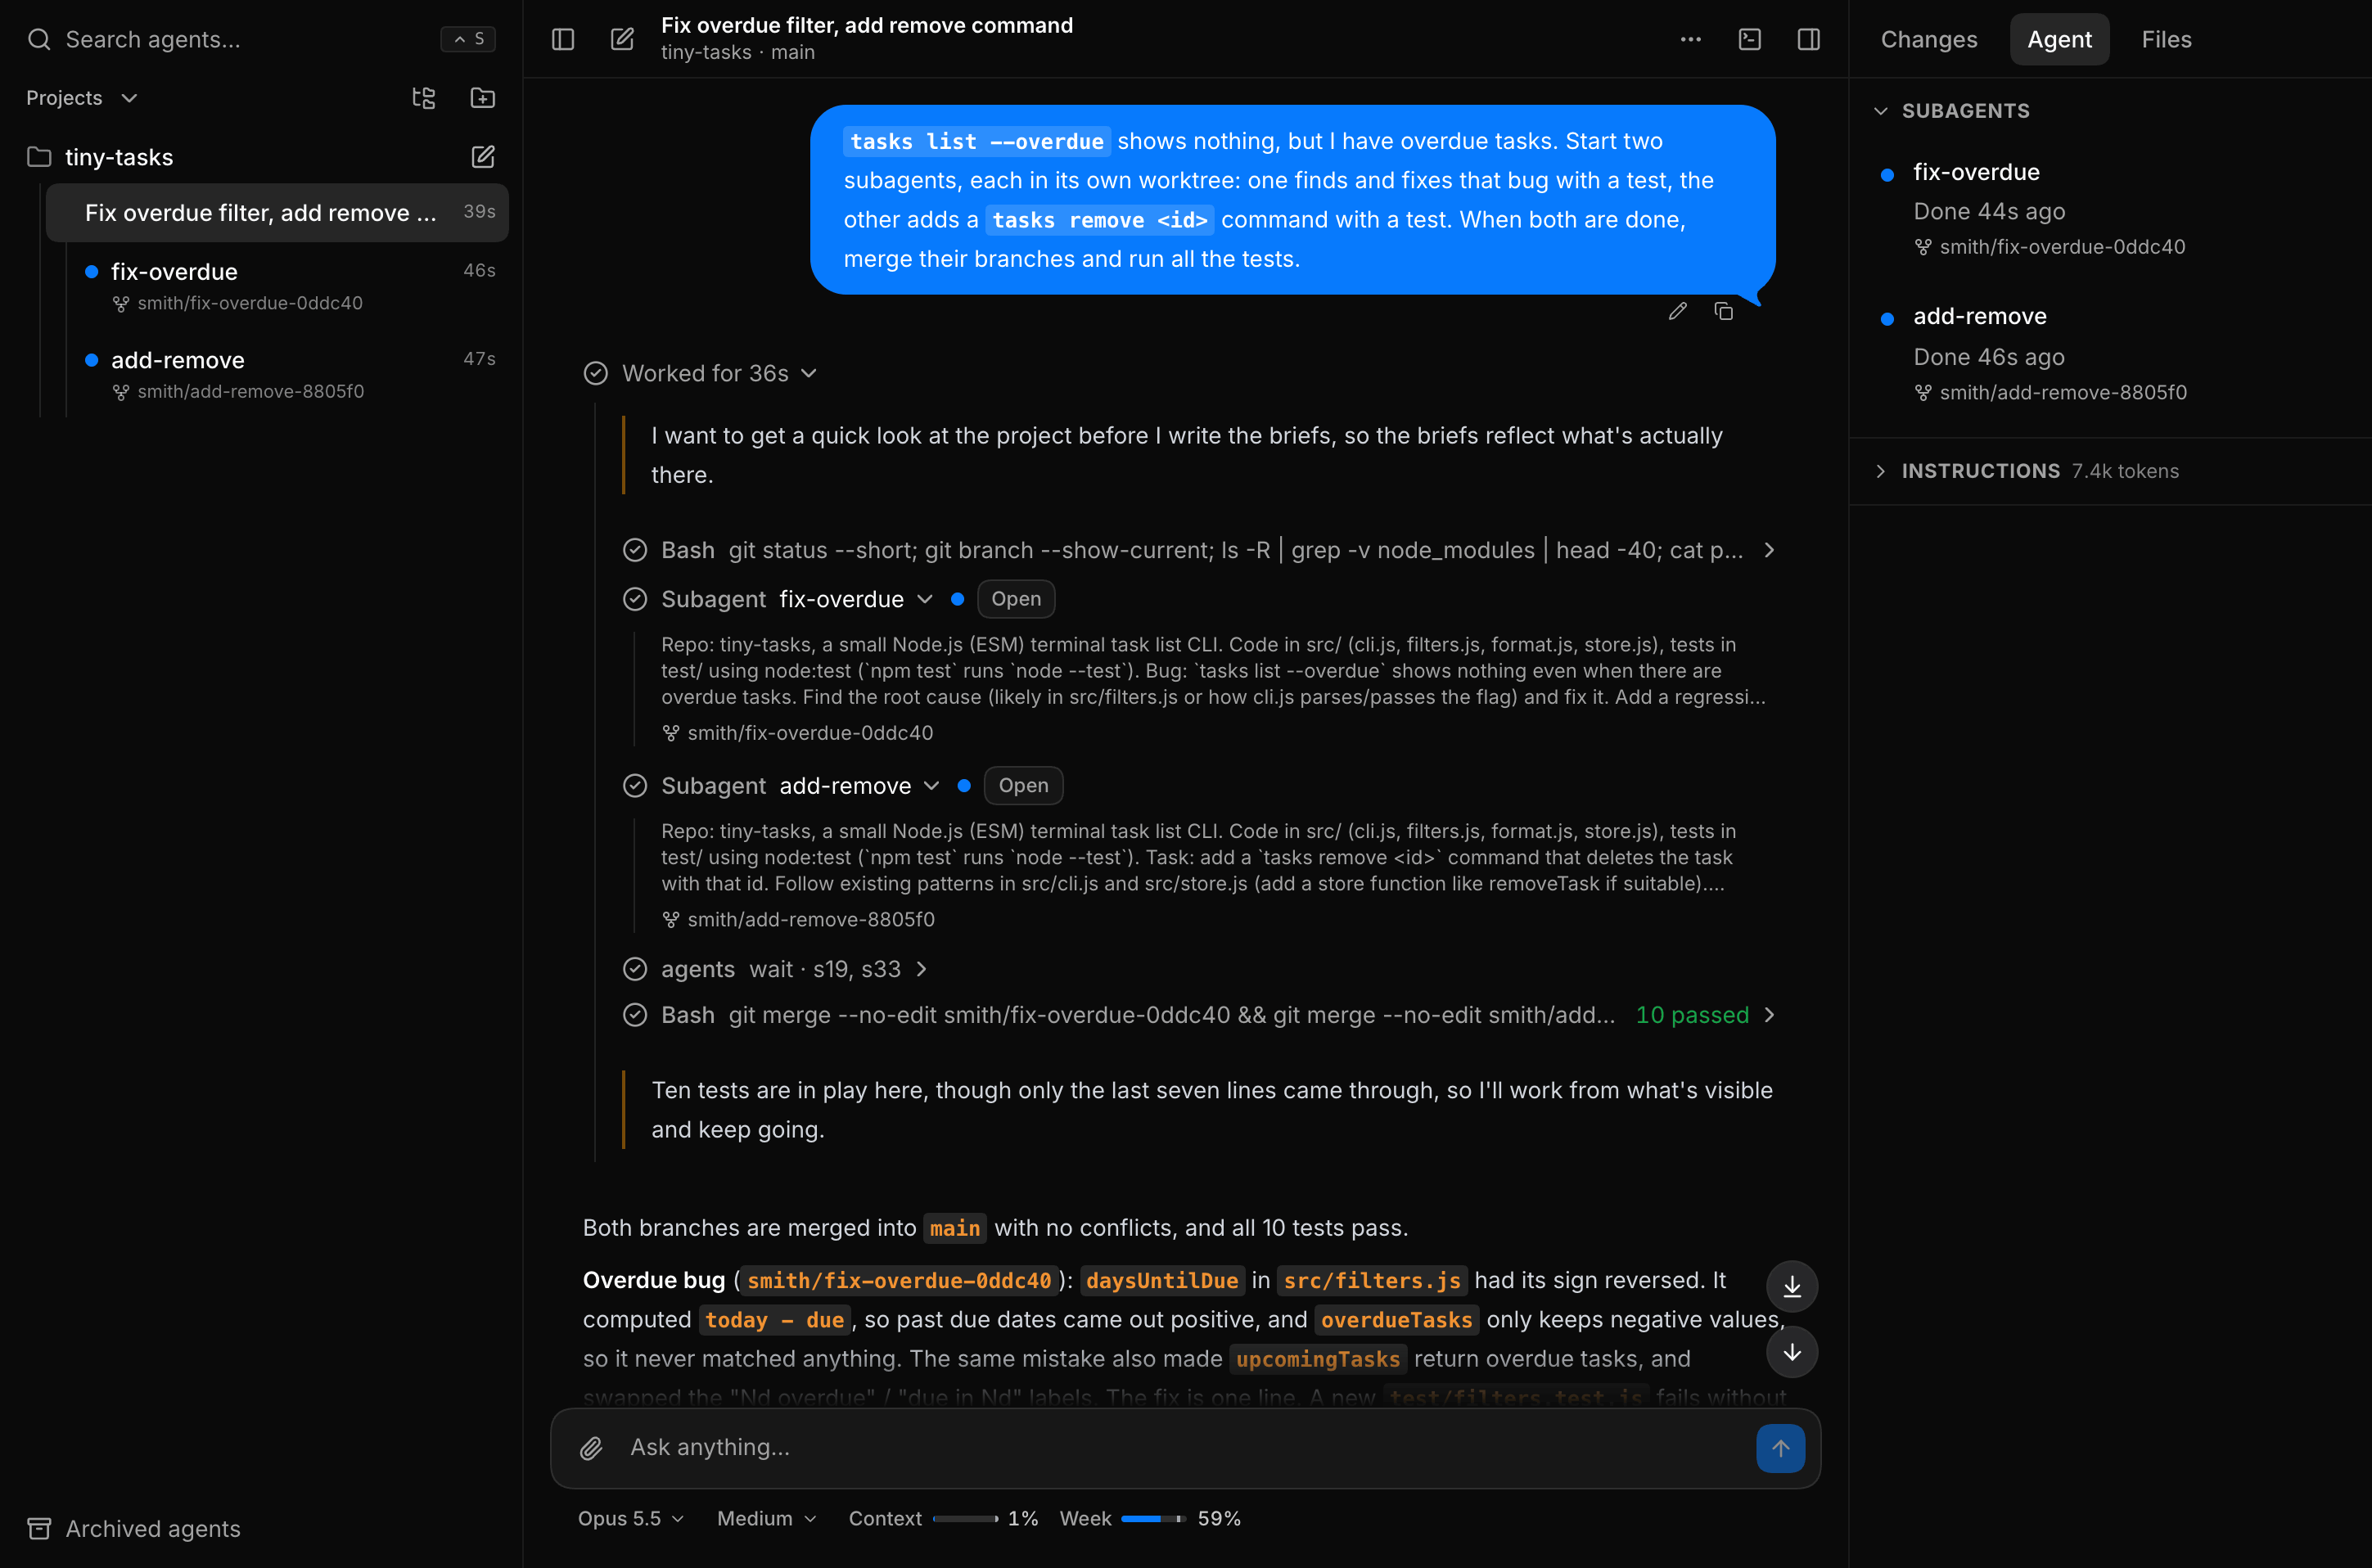 Search agents...
^ S
Projects
tiny-tasks
Fix overdue filter, add remove ... 39s
fix-overdue 46s
smith/fix-overdue-0ddc40
add-remove 47s
smith/add-remove-8805f0
Archived agents
Fix overdue filter, add remove command
tiny-tasks · main
tasks list --overdue shows nothing, but I have overdue tasks. Start two
subagents, each in its own worktree: one finds and fixes that bug with a test, the
other adds a tasks remove <id> command with a test. When both are done,
merge their branches and run all the tests.
Worked for 36s
I want to get a quick look at the project before I write the briefs, so the briefs reflect what's actually
there.
Bash git status --short; git branch --show-current; ls -R | grep -v node_modules | head -40; cat p...
Subagent fix-overdue Open
Repo: tiny-tasks, a small Node.js (ESM) terminal task list CLI. Code in src/ (cli.js, filters.js, format.js, store.js), tests in
test/ using node:test (`npm test` runs `node --test`). Bug: `tasks list --overdue` shows nothing even when there are
overdue tasks. Find the root cause (likely in src/filters.js or how cli.js parses/passes the flag) and fix it. Add a regressi...
smith/fix-overdue-0ddc40
Subagent add-remove Open
Repo: tiny-tasks, a small Node.js (ESM) terminal task list CLI. Code in src/ (cli.js, filters.js, format.js, store.js), tests in
test/ using node:test (`npm test` runs `node --test`). Task: add a `tasks remove <id>` command that deletes the task
with that id. Follow existing patterns in src/cli.js and src/store.js (add a store function like removeTask if suitable)....
smith/add-remove-8805f0
agents wait · s19, s33
Bash git merge --no-edit smith/fix-overdue-0ddc40 && git merge --no-edit smith/add... 10 passed
Ten tests are in play here, though only the last seven lines came through, so I'll work from what's visible
and keep going.
Both branches are merged into main with no conflicts, and all 10 tests pass.
Overdue bug (smith/fix-overdue-0ddc40): daysUntilDue in src/filters.js had its sign reversed. It
computed today - due, so past due dates came out positive, and overdueTasks only keeps negative values,
so it never matched anything. The same mistake also made upcomingTasks return overdue tasks, and
swapped the "Nd overdue" / "due in Nd" labels. The fix is one line. A new test/filters.test.js fails without
Ask anything...
Opus 5.5 Medium Context 1% Week 59%
Changes Agent Files
SUBAGENTS
fix-overdue
Done 44s ago
smith/fix-overdue-0ddc40
add-remove
Done 46s ago
smith/add-remove-8805f0
INSTRUCTIONS 7.4k tokens